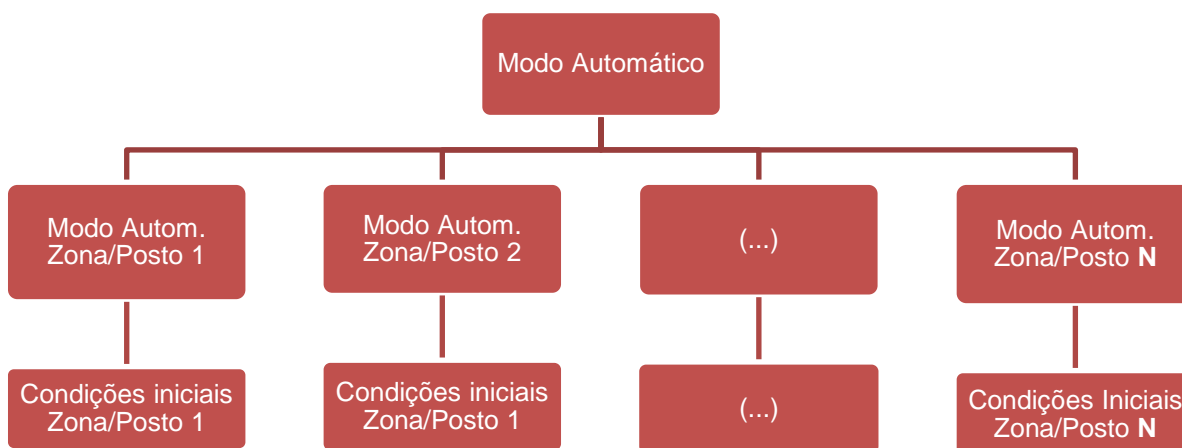 Modo Automático
Modo Autom.
Zona/Posto 1
Modo Autom.
Zona/Posto 2
(...)
Modo Autom.
Zona/Posto N
Condições iniciais
Zona/Posto 1
Condições iniciais
Zona/Posto 1
(...)
Condições Iniciais
Zona/Posto N